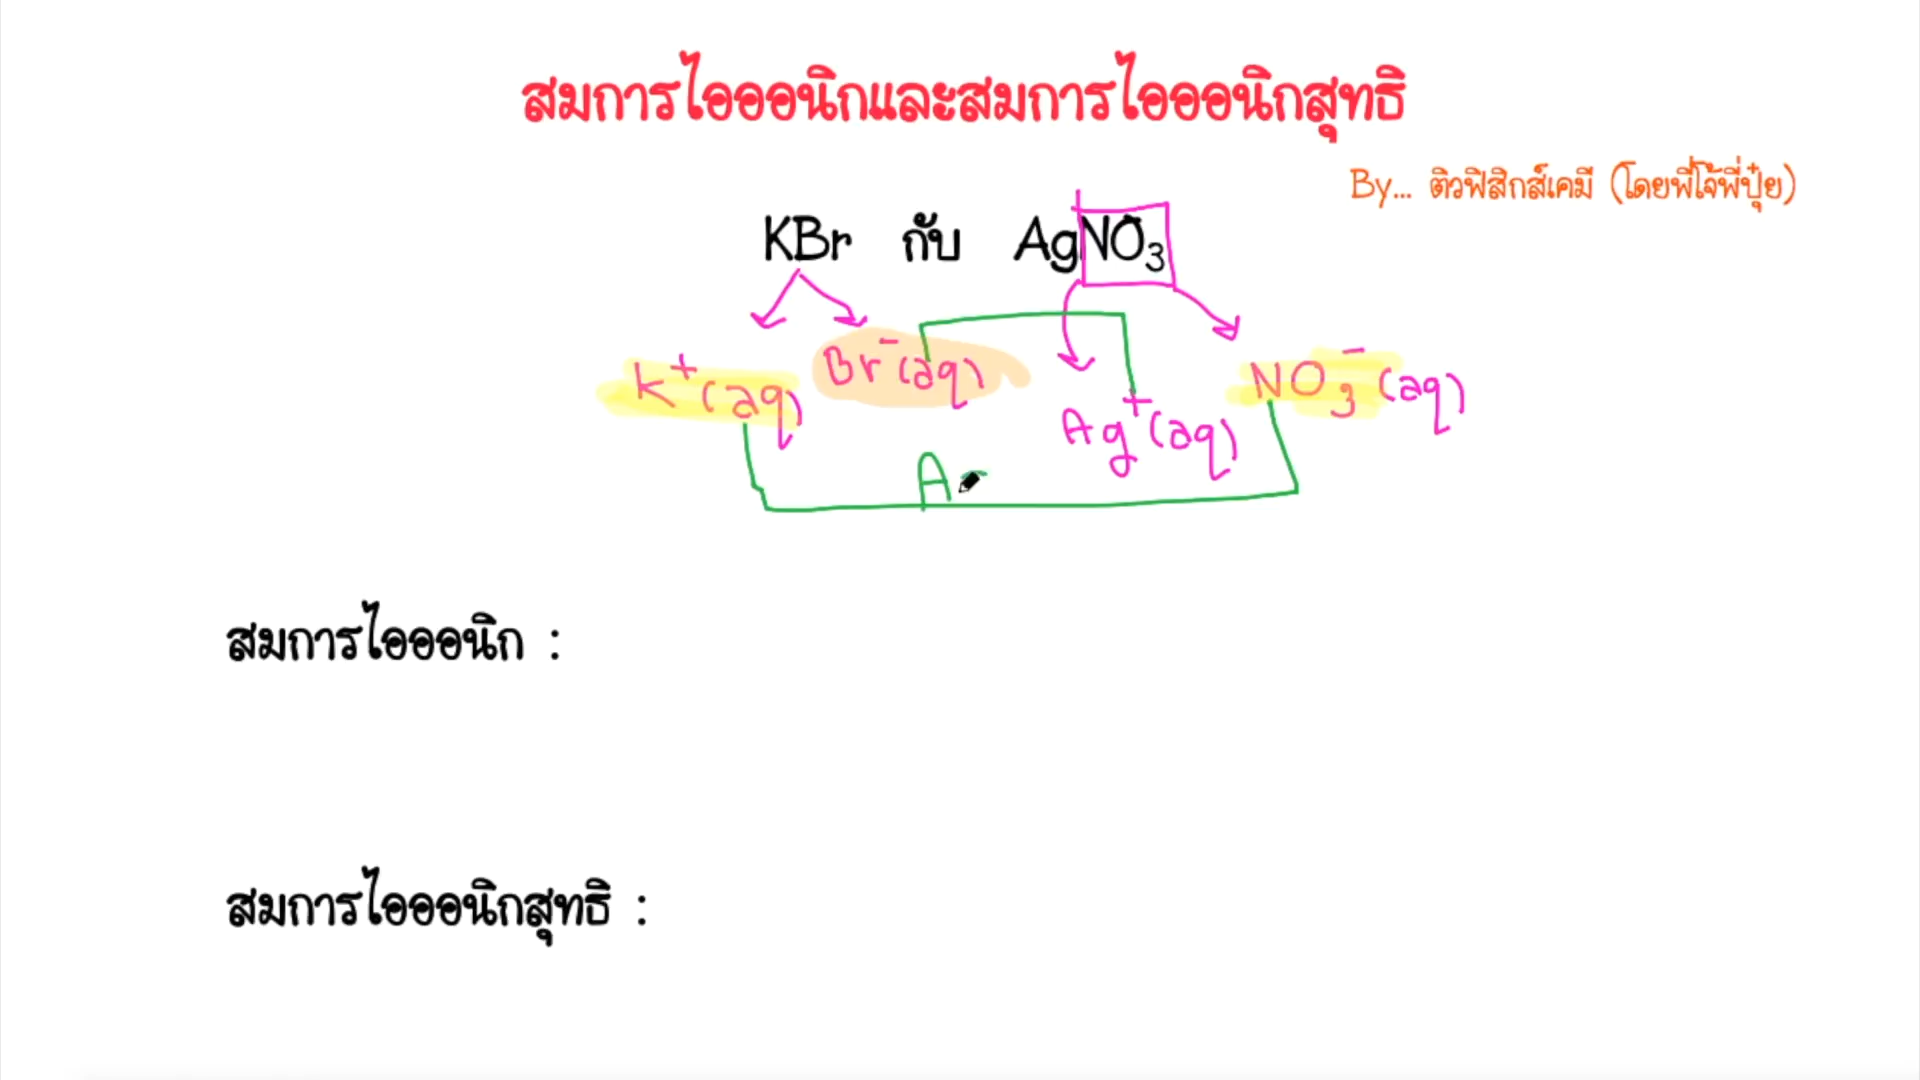 สมการไอออนิกและสมการไอออนิกสุทธิ
By... ติวฟิสิกส์เคมี (โดยพี่โจ้พี่ปุ๋ย)
KBr กับ AgNO₃
K⁺(aq) Br⁻(aq) Ag⁺(aq) NO₃⁻(aq)
A
สมการไอออนิก :
สมการไอออนิกสุทธิ :